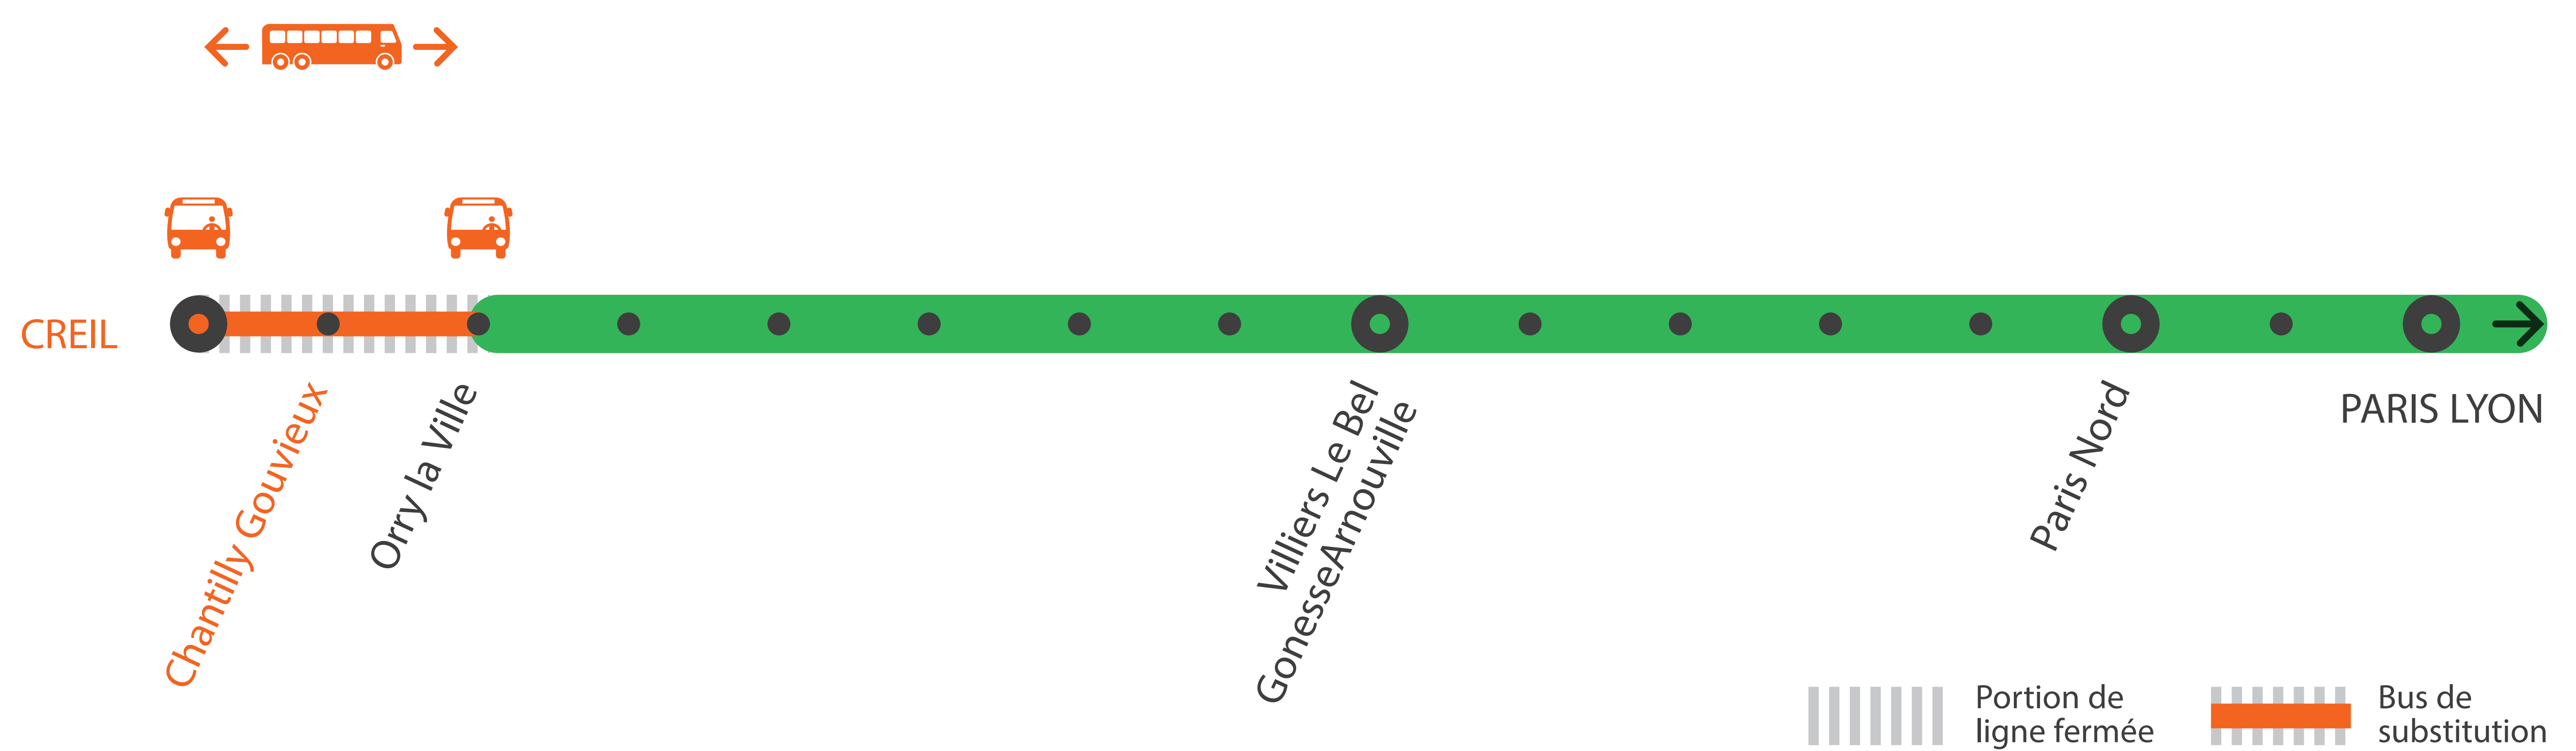 CREIL
Chantilly Gouvieux
Orry la Ville
Villiers Le Bel
GonesseArnouville
Paris Nord
PARIS LYON
Portion de
ligne fermée
Bus de
substitution